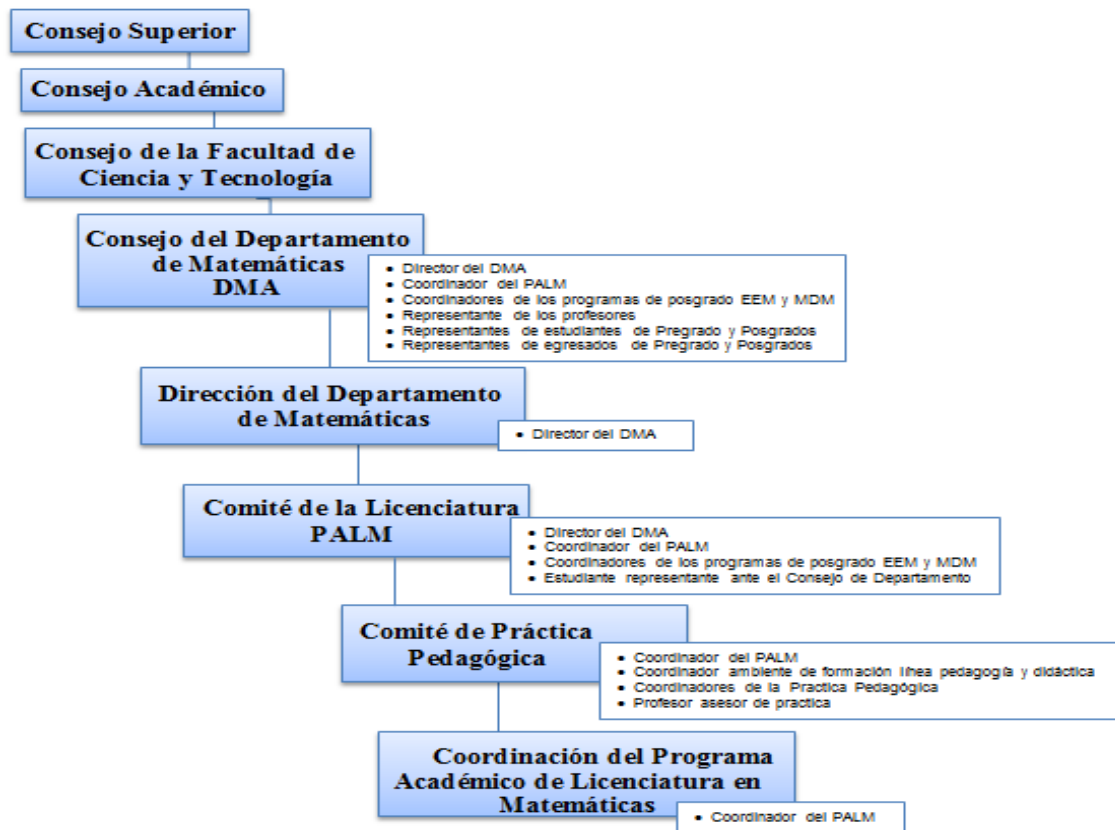 Consejo Superior
Consejo Académico
Consejo de la Facultad de
Ciencia y Tecnología
Consejo del Departamento
de Matemáticas
DMA
• Director del DMA
• Coordinador del PALM
• Coordinadores de los programas de posgrado EEM y MDM
• Representante de los profesores
• Representantes de estudiantes de Pregrado y Posgrados
• Representantes de egresados de Pregrado y Posgrados
Dirección del Departamento
de Matemáticas
• Director del DMA
Comité de la Licenciatura
PALM
• Director del DMA
• Coordinador del PALM
• Coordinadores de los programas de posgrado EEM y MDM
• Estudiante representante ante el Consejo de Departamento
Comité de Práctica
Pedagógica
• Coordinador del PALM
• Coordinador ambiente de formación línea pedagogía y didáctica
• Coordinadores de la Practica Pedagógica
• Profesor asesor de practica
Coordinación del Programa
Académico de Licenciatura en
Matemáticas
• Coordinador del PALM